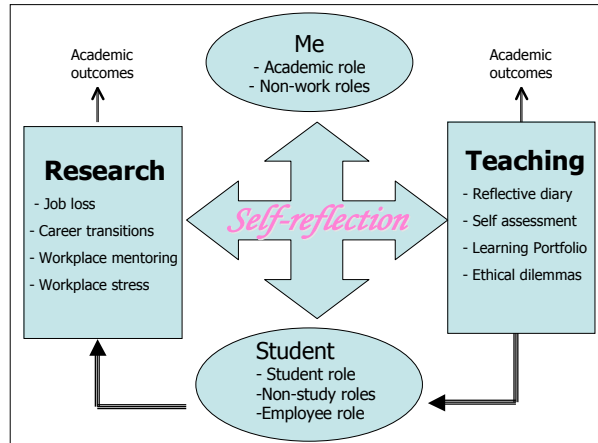 Academic
outcomes
Me
- Academic role
- Non-work roles
Academic
outcomes
Research
- Job loss
- Career transitions
- Workplace mentoring
- Workplace stress
Self-reflection
Teaching
- Reflective diary
- Self assessment
- Learning Portfolio
- Ethical dilemmas
Student
- Student role
-Non-study roles
-Employee role